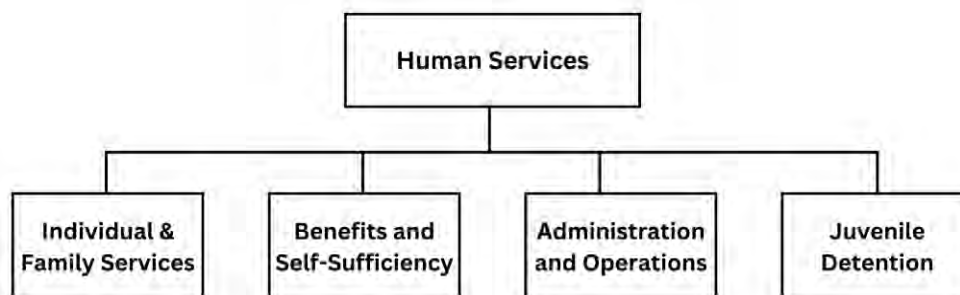 Human Services
Individual &
Family Services
Benefits and
Self-Sufficiency
Administration
and Operations
Juvenile
Detention